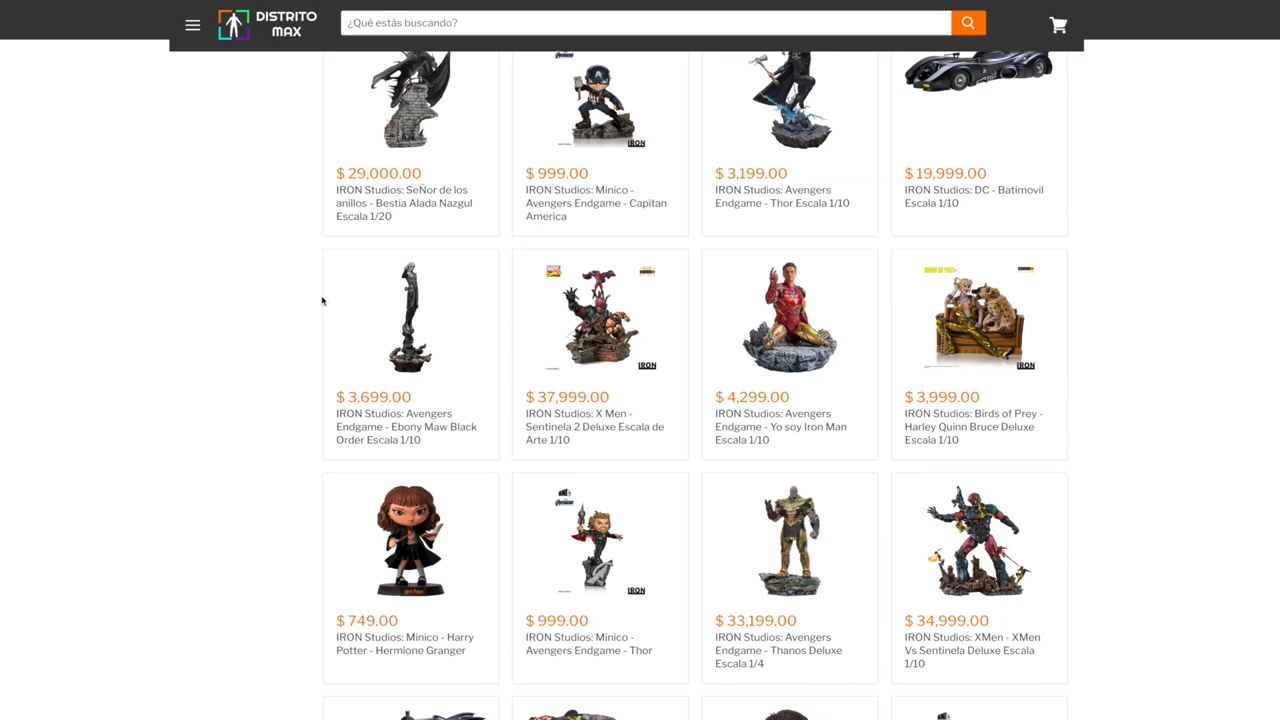 DISTRITO
MAX
¿Qué estás buscando?
$ 29,000.00
IRON Studios: SeÑor de los
anillos - Bestia Alada Nazgul
Escala 1/20
$ 999.00
IRON Studios: Minico -
Avengers Endgame - Capitan
America
IRON
$ 3,199.00
IRON Studios: Avengers
Endgame - Thor Escala 1/10
$ 19,999.00
IRON Studios: DC - Batimovil
Escala 1/10
$ 3,699.00
IRON Studios: Avengers
Endgame - Ebony Maw Black
Order Escala 1/10
IRON
$ 37,999.00
IRON Studios: X Men -
Sentinela 2 Deluxe Escala de
Arte 1/10
$ 4,299.00
IRON Studios: Avengers
Endgame - Yo soy Iron Man
Escala 1/10
IRON
$ 3,999.00
IRON Studios: Birds of Prey -
Harley Quinn Bruce Deluxe
Escala 1/10
$ 749.00
IRON Studios: Minico - Harry
Potter - Hermione Granger
IRON
$ 999.00
IRON Studios: Minico -
Avengers Endgame - Thor
$ 33,199.00
IRON Studios: Avengers
Endgame - Thanos Deluxe
Escala 1/4
$ 34,999.00
IRON Studios: XMen - XMen
Vs Sentinela Deluxe Escala
1/10